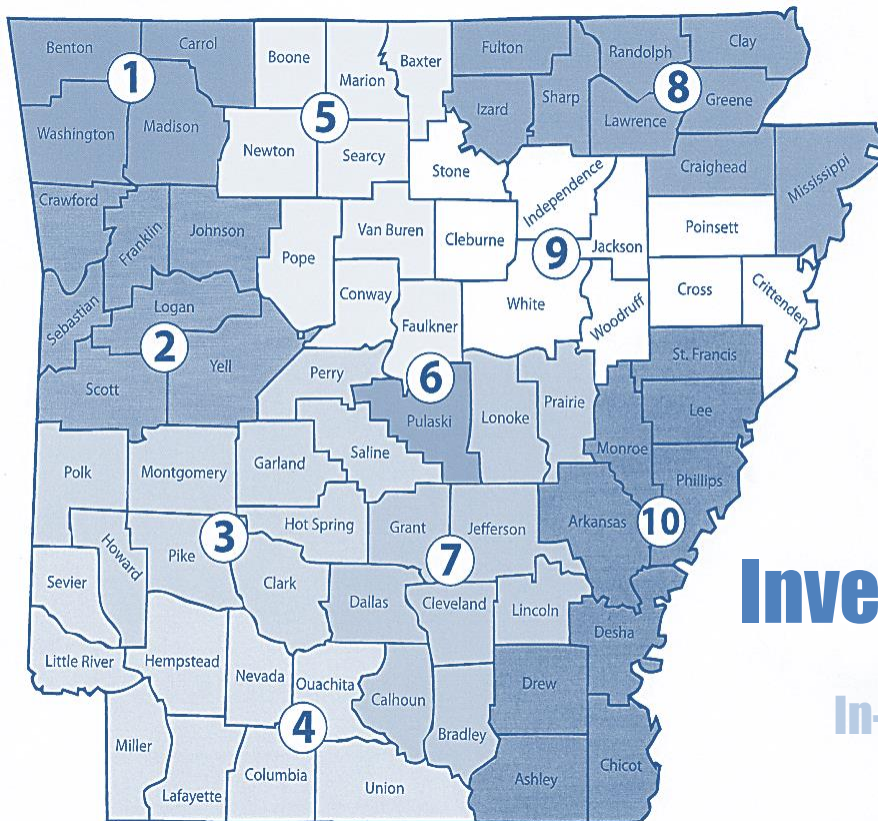 Benton
Carrol
Boone
Marion
Baxter
Fulton
Randolph
Clay
1
5
8
Izard
Sharp
Lawrence
Greene
Washington
Madison
Newton
Searcy
Stone
Independence
Craighead
Mississippi
Crawford
Franklin
Johnson
Pope
Van Buren
Cleburne
9
Jackson
Poinsett
Sebastian
Logan
Conway
Faulkner
White
Woodruff
Cross
Crittenden
2
Yell
Scott
Perry
6
Pulaski
Lonoke
Prairie
St. Francis
Lee
Monroe
Phillips
Polk
Montgomery
Garland
Saline
Hot Spring
Grant
Jefferson
Arkansas
10
Howard
Pike
3
Clark
7
Sevier
Dallas
Cleveland
Lincoln
Desha
Inve
Little River
Hempstead
Nevada
Ouachita
Calhoun
Bradley
Drew
In-
4
Miller
Lafayette
Columbia
Union
Ashley
Chicot